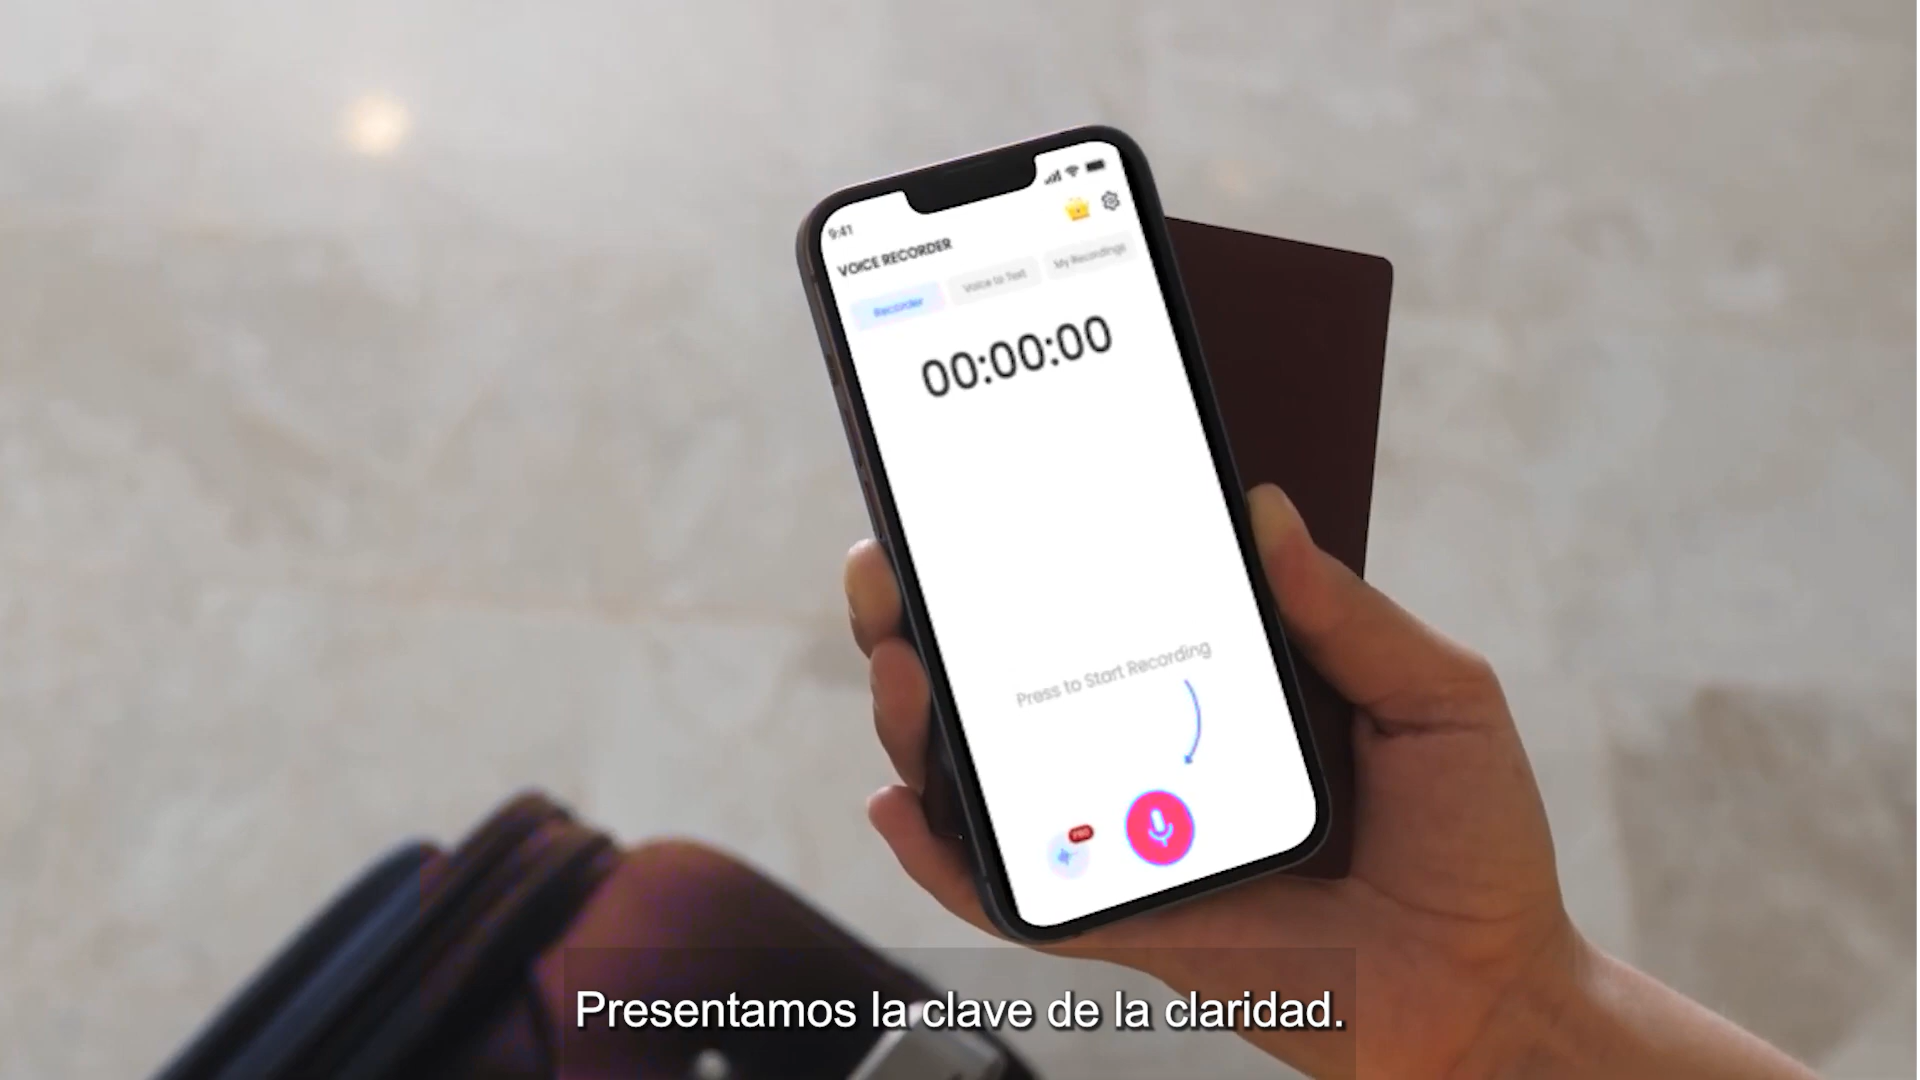 9:41
VOICE RECORDER
Recorder
Voice to Text
My Recordings
00:00:00
Press to Start Recording
PRO
Presentamos la clave de la claridad.